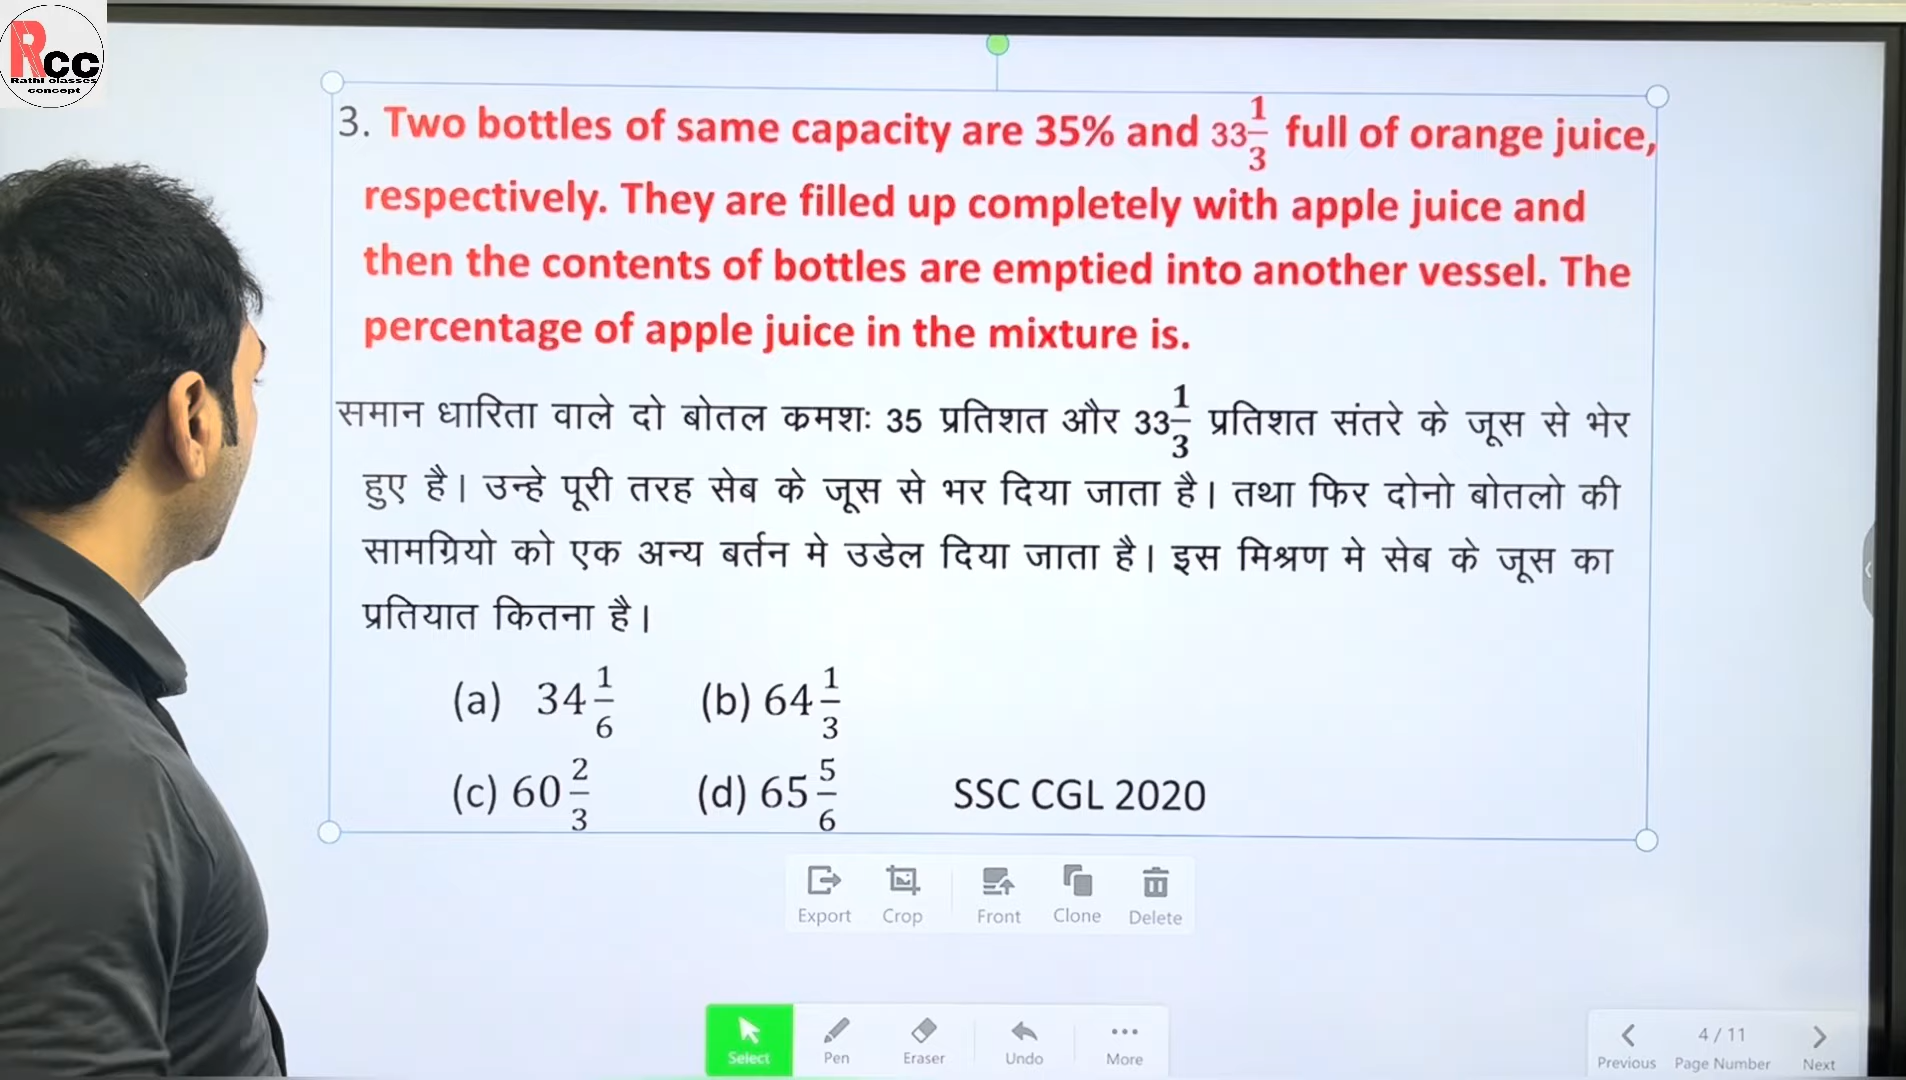 Rcc
Rathi classes
concept
3. Two bottles of same capacity are 35% and 33 1/3 full of orange juice,
respectively. They are filled up completely with apple juice and
then the contents of bottles are emptied into another vessel. The
percentage of apple juice in the mixture is.
समान धारिता वाले दो बोतल कमशः 35 प्रतिशत और 33 1/3 प्रतिशत संतरे के जूस से भेर
हुए है। उन्हे पूरी तरह सेब के जूस से भर दिया जाता है। तथा फिर दोनो बोतलो की
सामग्रियो को एक अन्य बर्तन मे उडेल दिया जाता है। इस मिश्रण मे सेब के जूस का
प्रतियात कितना है।
(a) 34 1/6 (b) 64 1/3
(c) 60 2/3 (d) 65 5/6 SSC CGL 2020
Export Crop Front Clone Delete
Select Pen Eraser Undo More
4 / 11
Previous Page Number Next